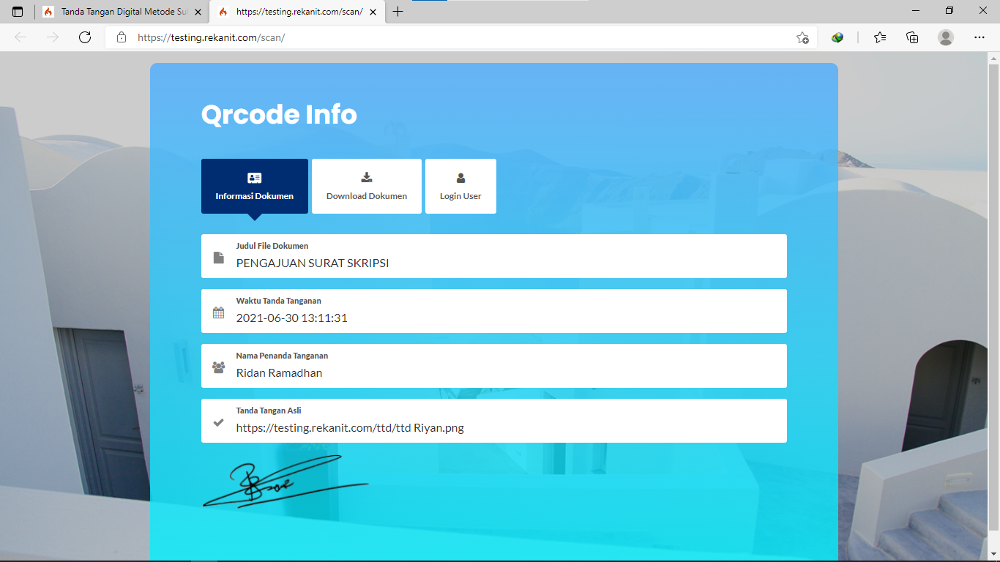 Tanda Tangan Digital Metode Su
https://testing.rekanit.com/scan/
https://testing.rekanit.com/scan/
Qrcode Info
Informasi Dokumen
Download Dokumen
Login User
Judul File Dokumen
PENGAJUAN SURAT SKRIPSI
Waktu Tanda Tanganan
2021-06-30 13:11:31
Nama Penanda Tanganan
Ridan Ramadhan
Tanda Tangan Asli
https://testing.rekanit.com/ttd/ttd Riyan.png